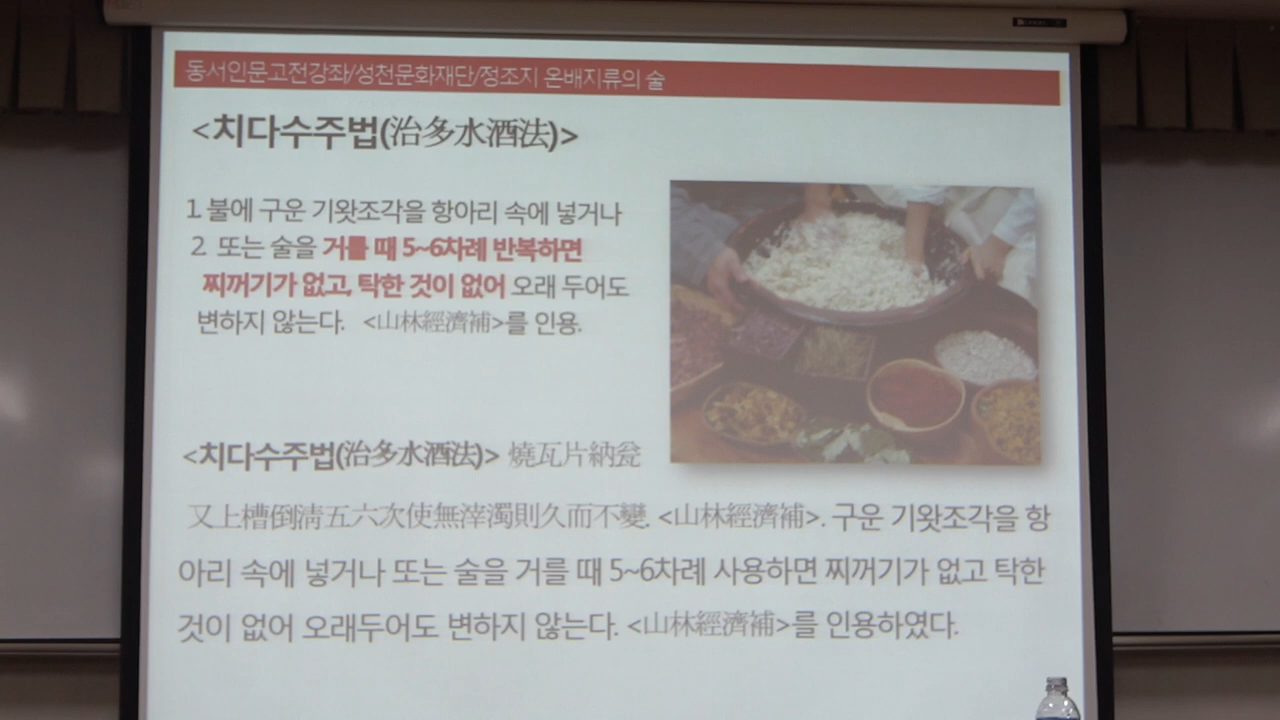 동서인문고전강좌/성천문화재단/정조지 온배지류의 술
<치다수주법(治多水酒法)>
1. 불에 구운 기왓조각을 항아리 속에 넣거나
2. 또는 술을 거를 때 5~6차례 반복하면
찌꺼기가 없고, 탁한 것이 없어 오래 두어도
변하지 않는다. <山林經濟補>를 인용.
<치다수주법(治多水酒法)> 燒瓦片納瓮
又上槽倒淸五六次使無滓濁則久而不變. <山林經濟補>. 구운 기왓조각을 항
아리 속에 넣거나 또는 술을 거를 때 5~6차례 사용하면 찌꺼기가 없고 탁한
것이 없어 오래두어도 변하지 않는다. <山林經濟補>를 인용하였다.